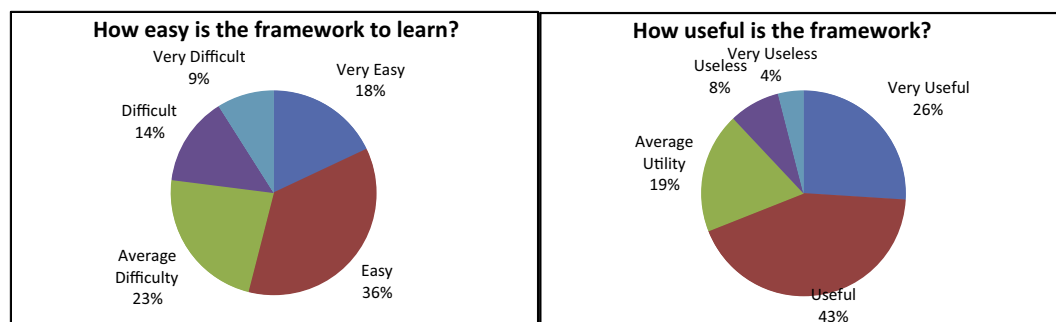 How easy is the framework to learn?
Very Difficult
9%
Very Easy
18%
Difficult
14%
Average
Difficulty
23%
Easy
36%
How useful is the framework?
Very Useless
4%
Useless
8%
Very Useful
26%
Average
Utility
19%
Useful
43%